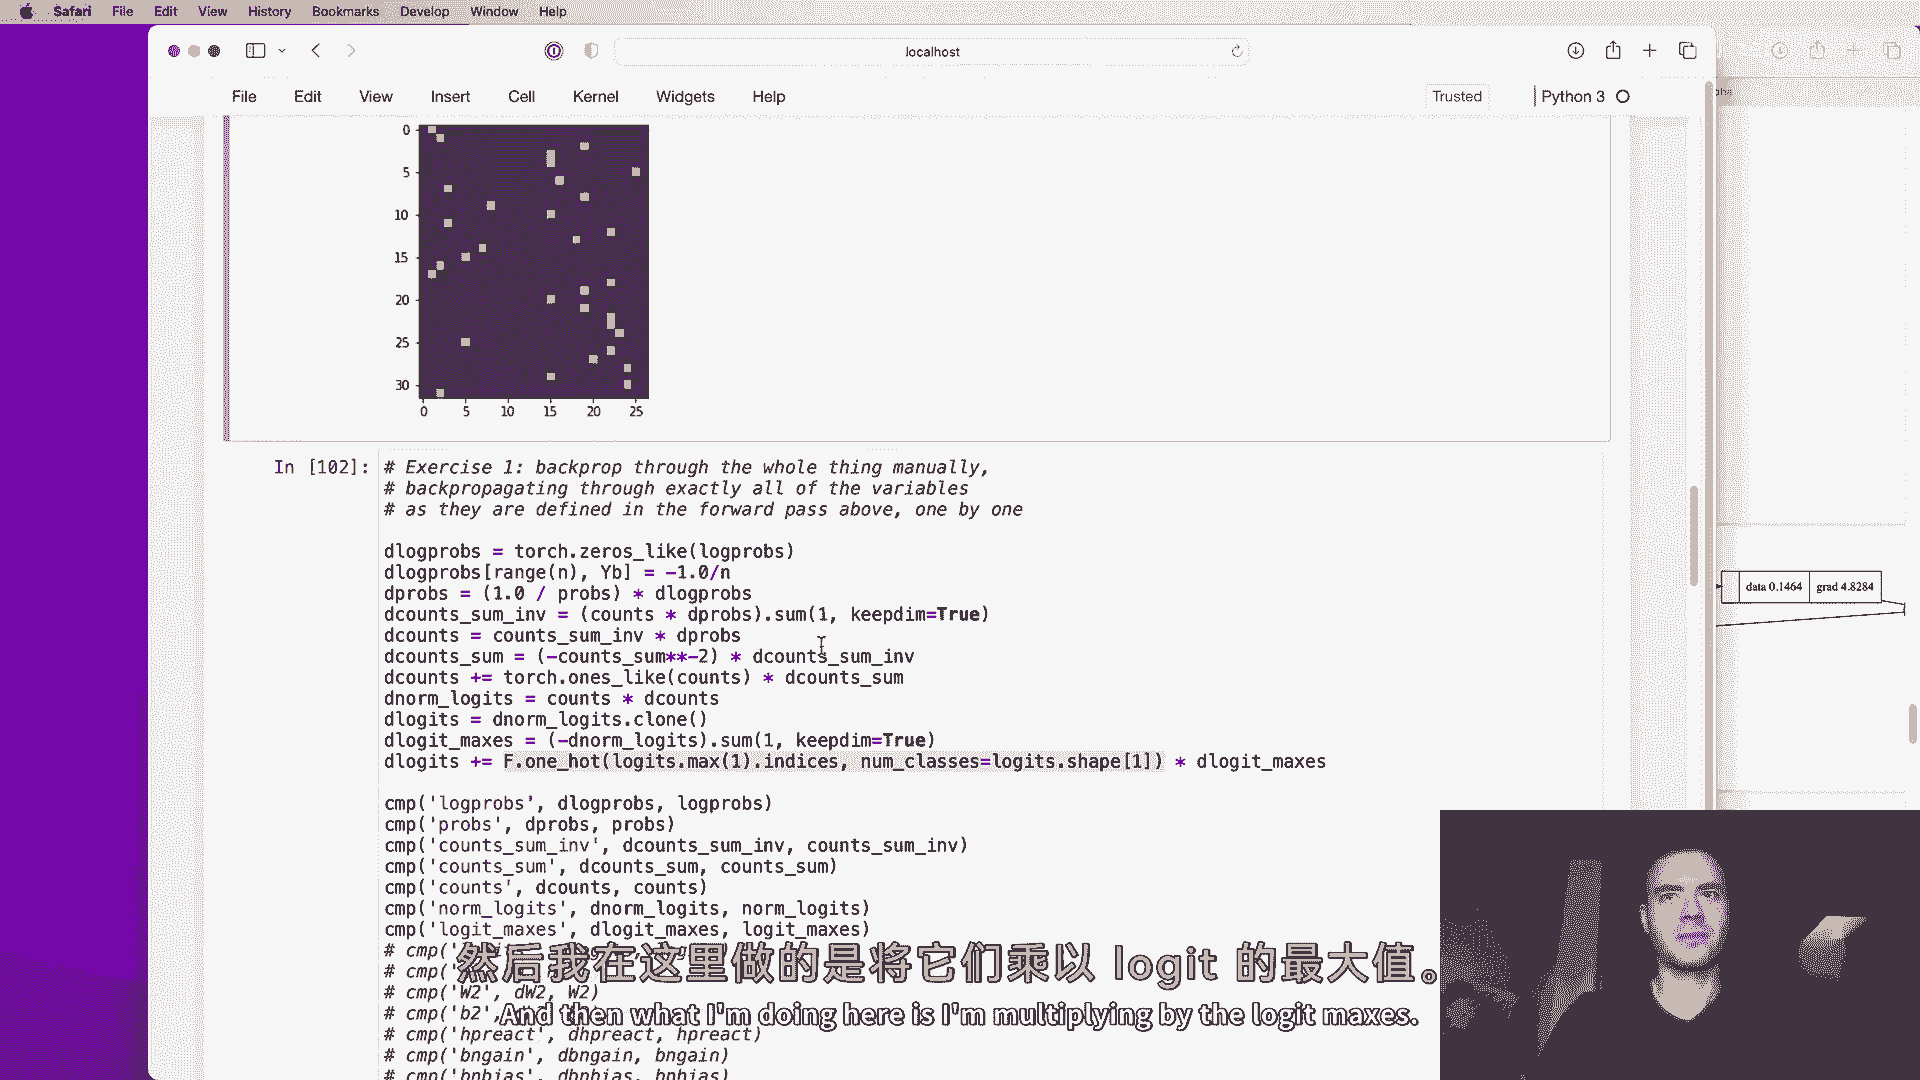 Safari File Edit View History Bookmarks Develop Window Help
localhost
File Edit View Insert Cell Kernel Widgets Help
Trusted
Python 3
0
5
10
15
20
25
30
0 5 10 15 20 25
In [102]:
# Exercise 1: backprop through the whole thing manually,
# backpropagating through exactly all of the variables
# as they are defined in the forward pass above, one by one
dlogprobs = torch.zeros_like(logprobs)
dlogprobs[range(n), Yb] = -1.0/n
dprobs = (1.0 / probs) * dlogprobs
dcounts_sum_inv = (counts * dprobs).sum(1, keepdim=True)
dcounts = counts_sum_inv * dprobs
dcounts_sum = (-counts_sum**-2) * dcounts_sum_inv
dcounts += torch.ones_like(counts) * dcounts_sum
dnorm_logits = counts * dcounts
dlogits = dnorm_logits.clone()
dlogit_maxes = (-dnorm_logits).sum(1, keepdim=True)
dlogits += F.one_hot(logits.max(1).indices, num_classes=logits.shape[1]) * dlogit_maxes
cmp('logprobs', dlogprobs, logprobs)
cmp('probs', dprobs, probs)
cmp('counts_sum_inv', dcounts_sum_inv, counts_sum_inv)
cmp('counts_sum', dcounts_sum, counts_sum)
cmp('counts', dcounts, counts)
cmp('norm_logits', dnorm_logits, norm_logits)
cmp('logit_maxes', dlogit_maxes, logit_maxes)
# cmp('
# cmp('
# cmp('W2', dW2, W2)
# cmp('b2',
# cmp('hpreact', dhpreact, hpreact)
# cmp('bngain', dbngain, bngain)
# cmp('bnbias', dbnbias, bnbias)
data 0.1464 grad 4.8284
然后我在这里做的是将它们乘以 logit 的最大值。
And then what I'm doing here is I'm multiplying by the logit maxes.